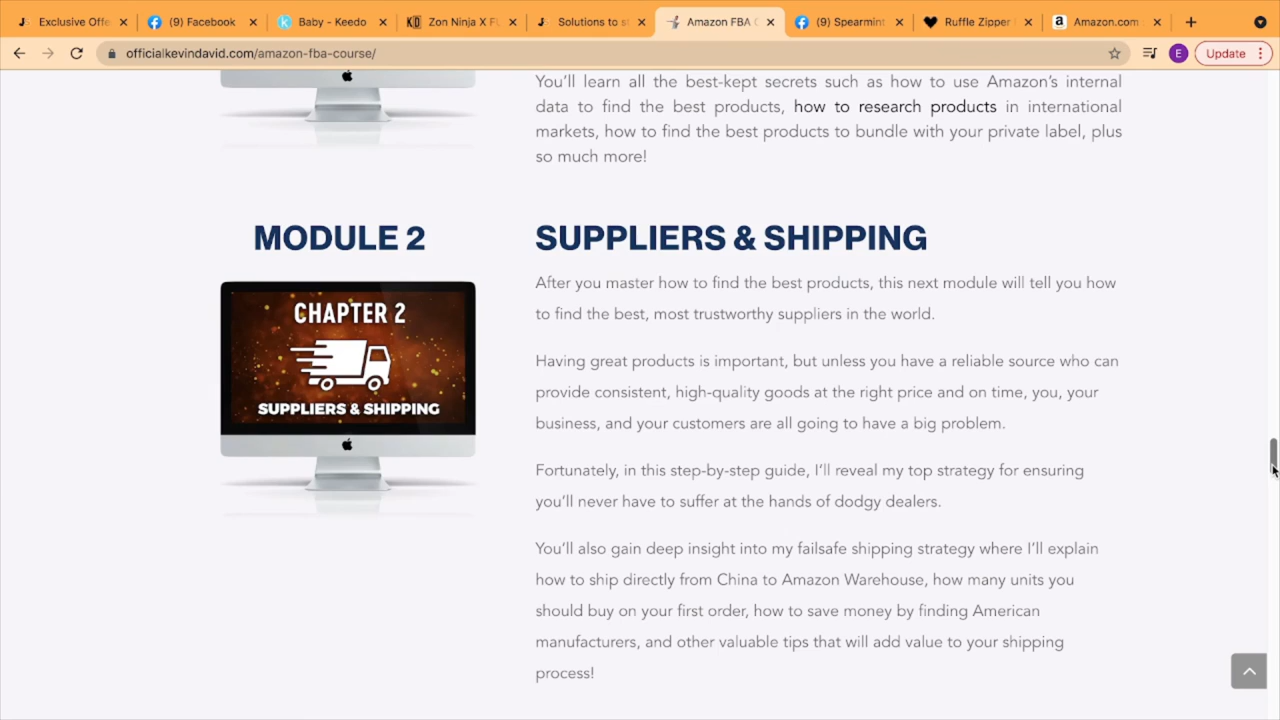 Exclusive Offe
(9) Facebook
Baby - Keedo
KD
Zon Ninja X FU
Solutions to st
Amazon FBA C
(9) Spearmint
Ruffle Zipper
Amazon.com
officialkevindavid.com/amazon-fba-course/
E
Update
You'll learn all the best-kept secrets such as how to use Amazon's internal
data to find the best products, how to research products in international
markets, how to find the best products to bundle with your private label, plus
so much more!
MODULE 2
SUPPLIERS & SHIPPING
CHAPTER 2
SUPPLIERS & SHIPPING
After you master how to find the best products, this next module will tell you how
to find the best, most trustworthy suppliers in the world.
Having great products is important, but unless you have a reliable source who can
provide consistent, high-quality goods at the right price and on time, you, your
business, and your customers are all going to have a big problem.
Fortunately, in this step-by-step guide, I'll reveal my top strategy for ensuring
you'll never have to suffer at the hands of dodgy dealers.
You'll also gain deep insight into my failsafe shipping strategy where I'll explain
how to ship directly from China to Amazon Warehouse, how many units you
should buy on your first order, how to save money by finding American
manufacturers, and other valuable tips that will add value to your shipping
process!